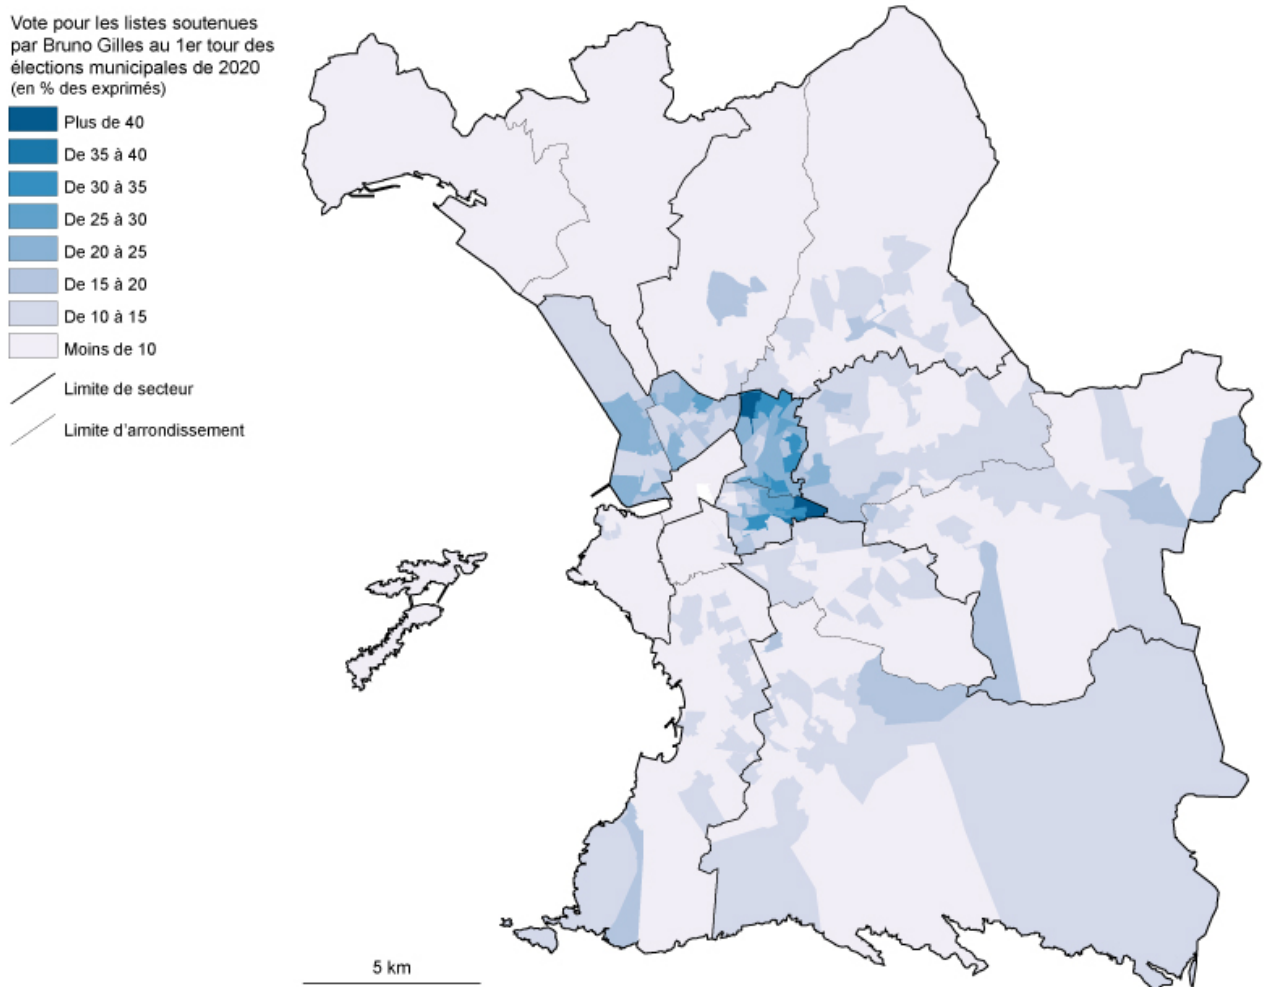 Vote pour les listes soutenues
par Bruno Gilles au 1er tour des
élections municipales de 2020
(en % des exprimés)
Plus de 40
De 35 à 40
De 30 à 35
De 25 à 30
De 20 à 25
De 15 à 20
De 10 à 15
Moins de 10
Limite de secteur
Limite d'arrondissement
5 km